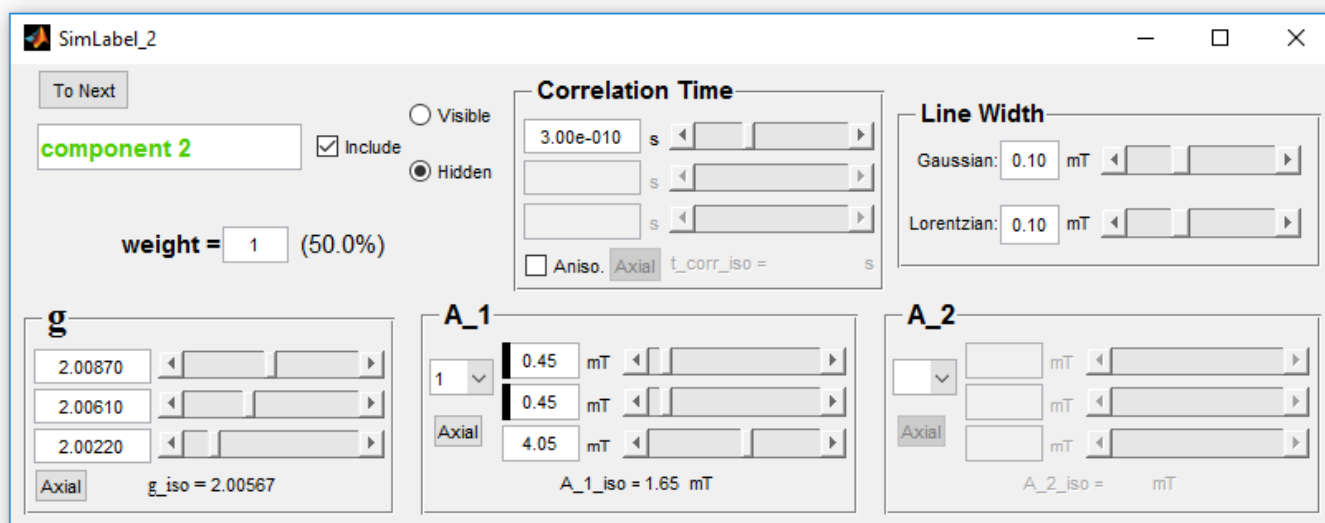 SimLabel_2
To Next
component 2
Include
Visible
Hidden
weight = 1 (50.0%)
Correlation Time
3.00e-010 s
s
s
Aniso. Axial t_corr_iso = s
Line Width
Gaussian: 0.10 mT
Lorentzian: 0.10 mT
g
2.00870
2.00610
2.00220
Axial g_iso = 2.00567
A_1
1
0.45 mT
0.45 mT
Axial
4.05 mT
A_1_iso = 1.65 mT
A_2
mT
mT
Axial
mT
A_2_iso = mT